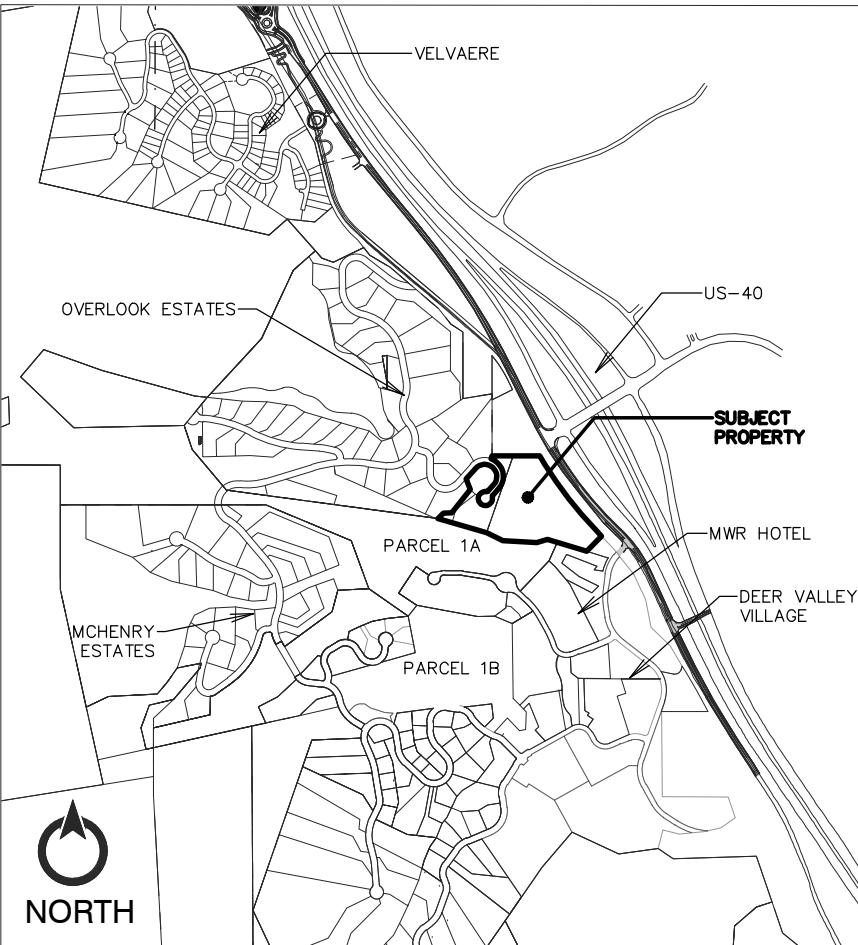 VELVAERE
US-40
OVERLOOK ESTATES
SUBJECT
PROPERTY
MWR HOTEL
PARCEL 1A
DEER VALLEY
VILLAGE
MCHENRY
ESTATES
PARCEL 1B
NORTH